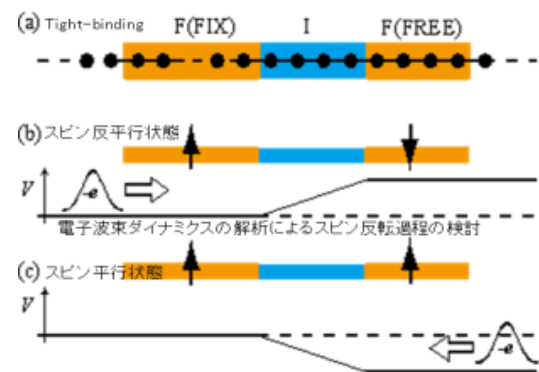 (a) Tight-binding F(FIX) I F(FREE)
(b) スピン反平行状態
V -e
電子波束ダイナミクスの解析によるスピン反転過程の検討
(c) スピン平行状態
V
-e